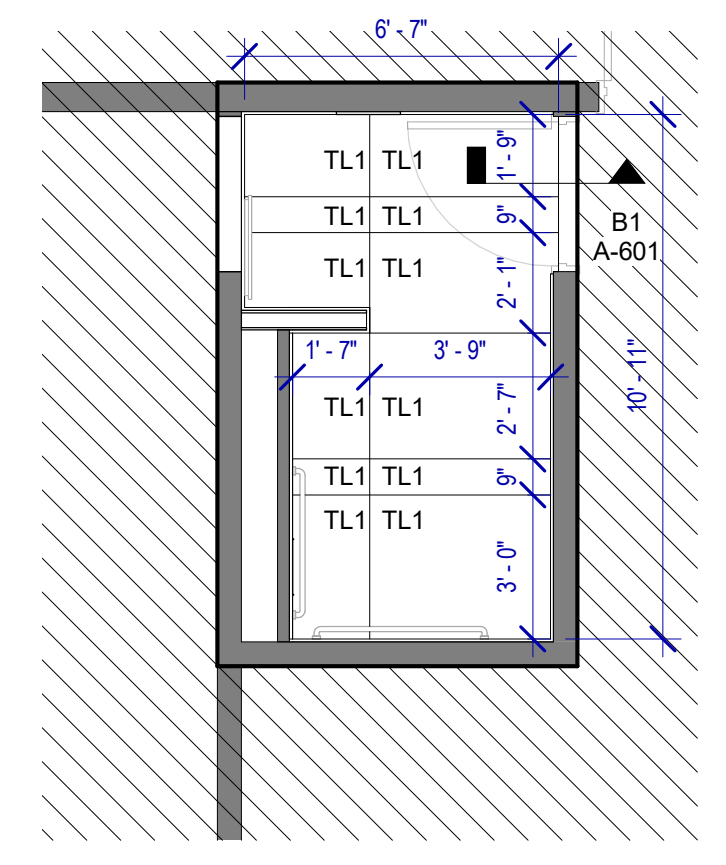 6' - 7"
TL1 TL1
1' - 9"
B1
A-601
TL1 TL1
9"
TL1 TL1
2' - 1"
1' - 7" 3' - 9"
10' - 11"
TL1 TL1
2' - 7"
TL1 TL1
9"
TL1 TL1
3' - 0"